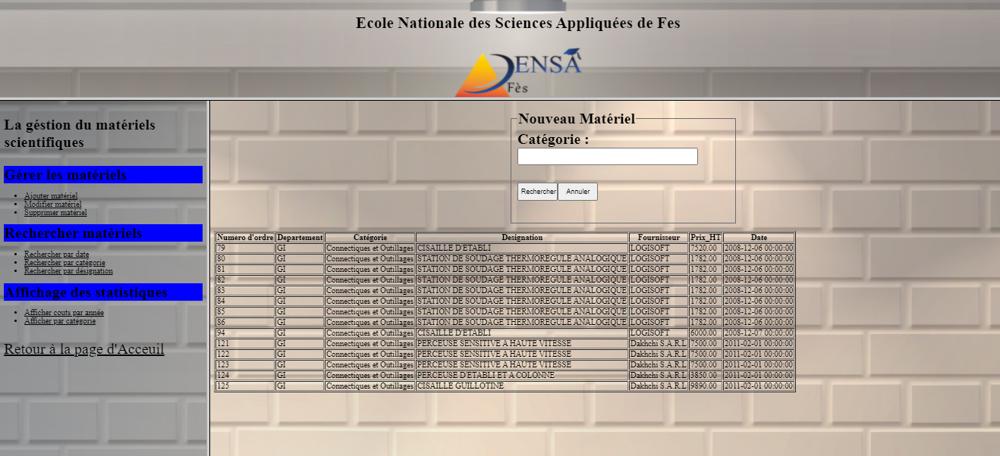 Ecole Nationale des Sciences Appliquées de Fes
ENSA
Fès
La géstion du matériels
scientifiques
Gérer les matériels
Ajouter matériel
Modifier matériel
Supprimer matériel
Rechercher matériels
Rechercher par date
Rechercher par catégorie
Rechercher par désignation
Affichage des statistiques
Afficher couts par année
Afficher par catégorie
Retour à la page d'Acceuil
Nouveau Matériel
Catégorie :
Rechercher Annuler
Numero d'ordre Departement Catégorie Designation Fournisseur Prix_HT Date
79 GI Connectiques et Outillages CISAILLE D'ETABLI LOGISOFT 7520.00 2008-12-06 00:00:00
80 GI Connectiques et Outillages STATION DE SOUDAGE THERMOREGULE ANALOGIQUE LOGISOFT 1782.00 2008-12-06 00:00:00
81 GI Connectiques et Outillages STATION DE SOUDAGE THERMOREGULE ANALOGIQUE LOGISOFT 1782.00 2008-12-06 00:00:00
82 GI Connectiques et Outillages STATION DE SOUDAGE THERMOREGULE ANALOGIQUE LOGISOFT 1782.00 2008-12-06 00:00:00
83 GI Connectiques et Outillages STATION DE SOUDAGE THERMOREGULE ANALOGIQUE LOGISOFT 1782.00 2008-12-06 00:00:00
84 GI Connectiques et Outillages STATION DE SOUDAGE THERMOREGULE ANALOGIQUE LOGISOFT 1782.00 2008-12-06 00:00:00
85 GI Connectiques et Outillages STATION DE SOUDAGE THERMOREGULE ANALOGIQUE LOGISOFT 1782.00 2008-12-06 00:00:00
86 GI Connectiques et Outillages STATION DE SOUDAGE THERMOREGULE ANALOGIQUE LOGISOFT 1782.00 2008-12-06 00:00:00
94 GI Connectiques et Outillages CISAILLE D'ETABLI LOGISOFT 6000.00 2008-12-07 00:00:00
121 GI Connectiques et Outillages PERCEUSE SENSITIVE A HAUTE VITESSE Dakhchi S.A.R.L 7500.00 2011-02-01 00:00:00
122 GI Connectiques et Outillages PERCEUSE SENSITIVE A HAUTE VITESSE Dakhchi S.A.R.L 7500.00 2011-02-01 00:00:00
123 GI Connectiques et Outillages PERCEUSE SENSITIVE A HAUTE VITESSE Dakhchi S.A.R.L 7500.00 2011-02-01 00:00:00
124 GI Connectiques et Outillages PERCEUSE D'ETABLI ET A COLONNE Dakhchi S.A.R.L 3850.00 2011-02-01 00:00:00
125 GI Connectiques et Outillages CISAILLE GUILLOTINE Dakhchi S.A.R.L 9890.00 2011-02-01 00:00:00